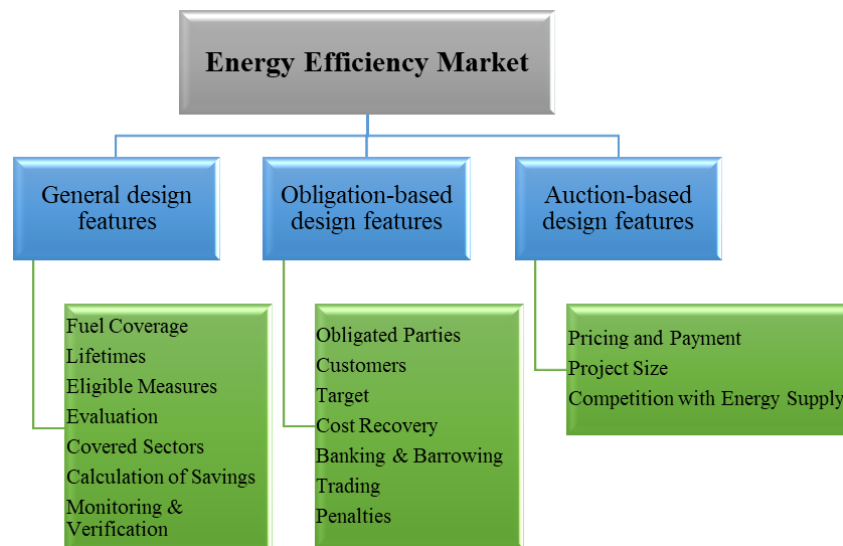 Energy Efficiency Market
General design
features
Obligation-based
design features
Auction-based
design features
Fuel Coverage
Lifetimes
Eligible Measures
Evaluation
Covered Sectors
Calculation of Savings
Monitoring &
Verification
Obligated Parties
Customers
Target
Cost Recovery
Banking & Barrowing
Trading
Penalties
Pricing and Payment
Project Size
Competition with Energy Supply